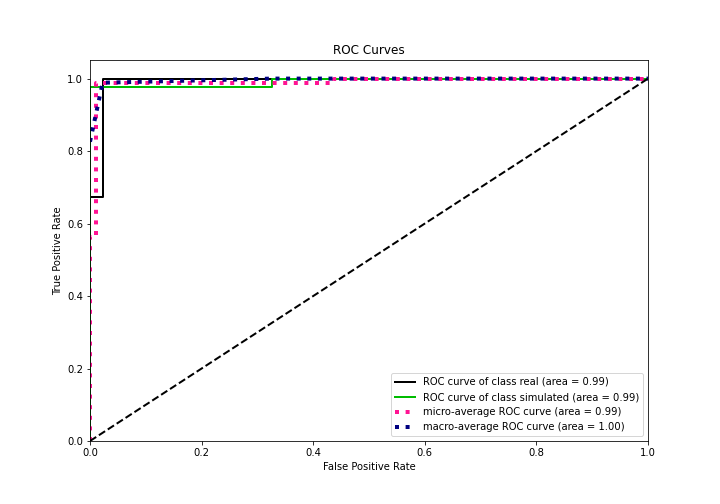 ROC Curves
True Positive Rate
1.0
0.8
0.6
0.4
0.2
0.0
0.0 0.2 0.4 0.6 0.8 1.0
False Positive Rate
ROC curve of class real (area = 0.99)
ROC curve of class simulated (area = 0.99)
micro-average ROC curve (area = 0.99)
macro-average ROC curve (area = 1.00)